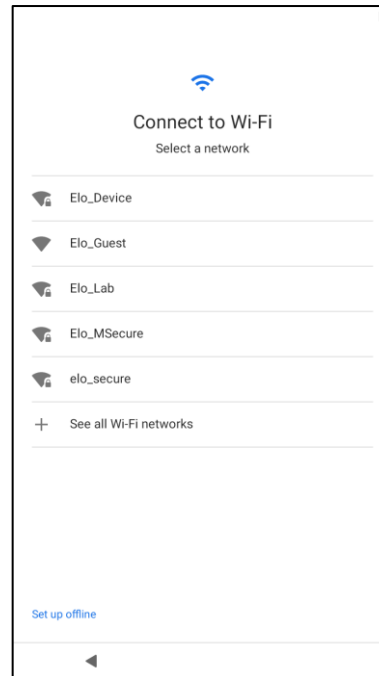 Connect to Wi-Fi
Select a network
Elo_Device
Elo_Guest
Elo_Lab
Elo_MSecure
elo_secure
See all Wi-Fi networks
Set up offline